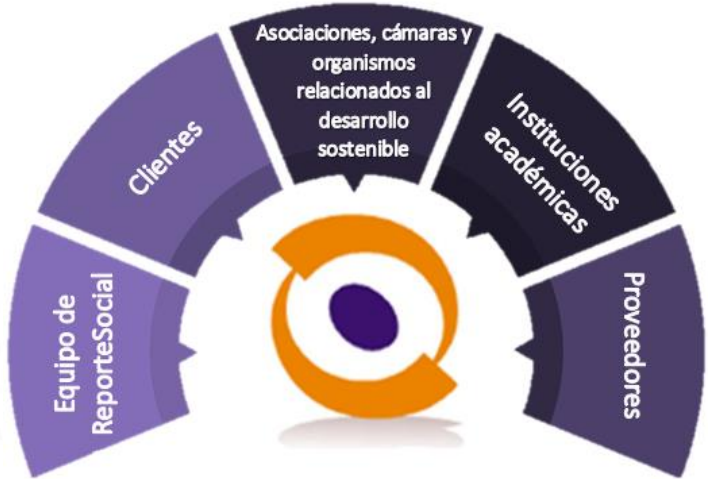 Equipo de
ReporteSocial
Clientes
Asociaciones, cámaras y
organismos
relacionados al
desarrollo
sostenible
Instituciones
académicas
Proveedores